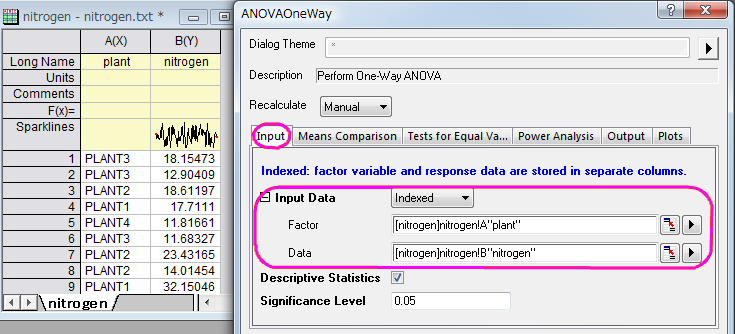 nitrogen - nitrogen.txt *
A(X) B(Y)
Long Name plant nitrogen
Units
Comments
F(x)=
Sparklines
1 PLANT3 18.15473
2 PLANT3 12.90409
3 PLANT2 18.61197
4 PLANT1 17.7111
5 PLANT4 11.81661
6 PLANT3 11.68327
7 PLANT2 23.43165
8 PLANT2 14.01454
9 PLANT1 32.15046
nitrogen
ANOVAOneWay
Dialog Theme *
Description Perform One-Way ANOVA
Recalculate Manual
Input Means Comparison Tests for Equal Va... Power Analysis Output Plots
Indexed: factor variable and response data are stored in separate columns.
Input Data Indexed
Factor [nitrogen]nitrogen!A"plant"
Data [nitrogen]nitrogen!B"nitrogen"
Descriptive Statistics
Significance Level 0.05